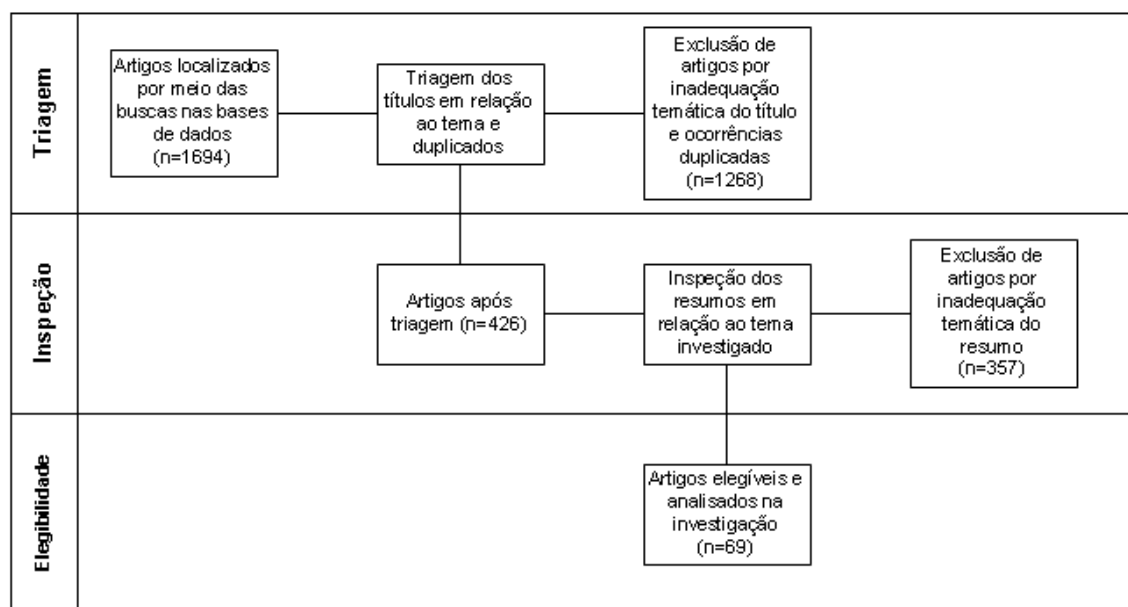 Triagem
Artigos localizados
por meio das
buscas nas bases
de dados
(n=1694)
Triagem dos
títulos em relação
ao tema e
duplicados
Exclusão de
artigos por
inadequação
temática do título
e ocorrências
duplicadas
(n=1268)
Inspeção
Artigos após
triagem (n=426)
Inspeção dos
resumos em
relação ao tema
investigado
Exclusão de
artigos por
inadequação
temática do
resumo
(n=357)
Elegibilidade
Artigos elegíveis e
analisados na
investigação
(n=69)